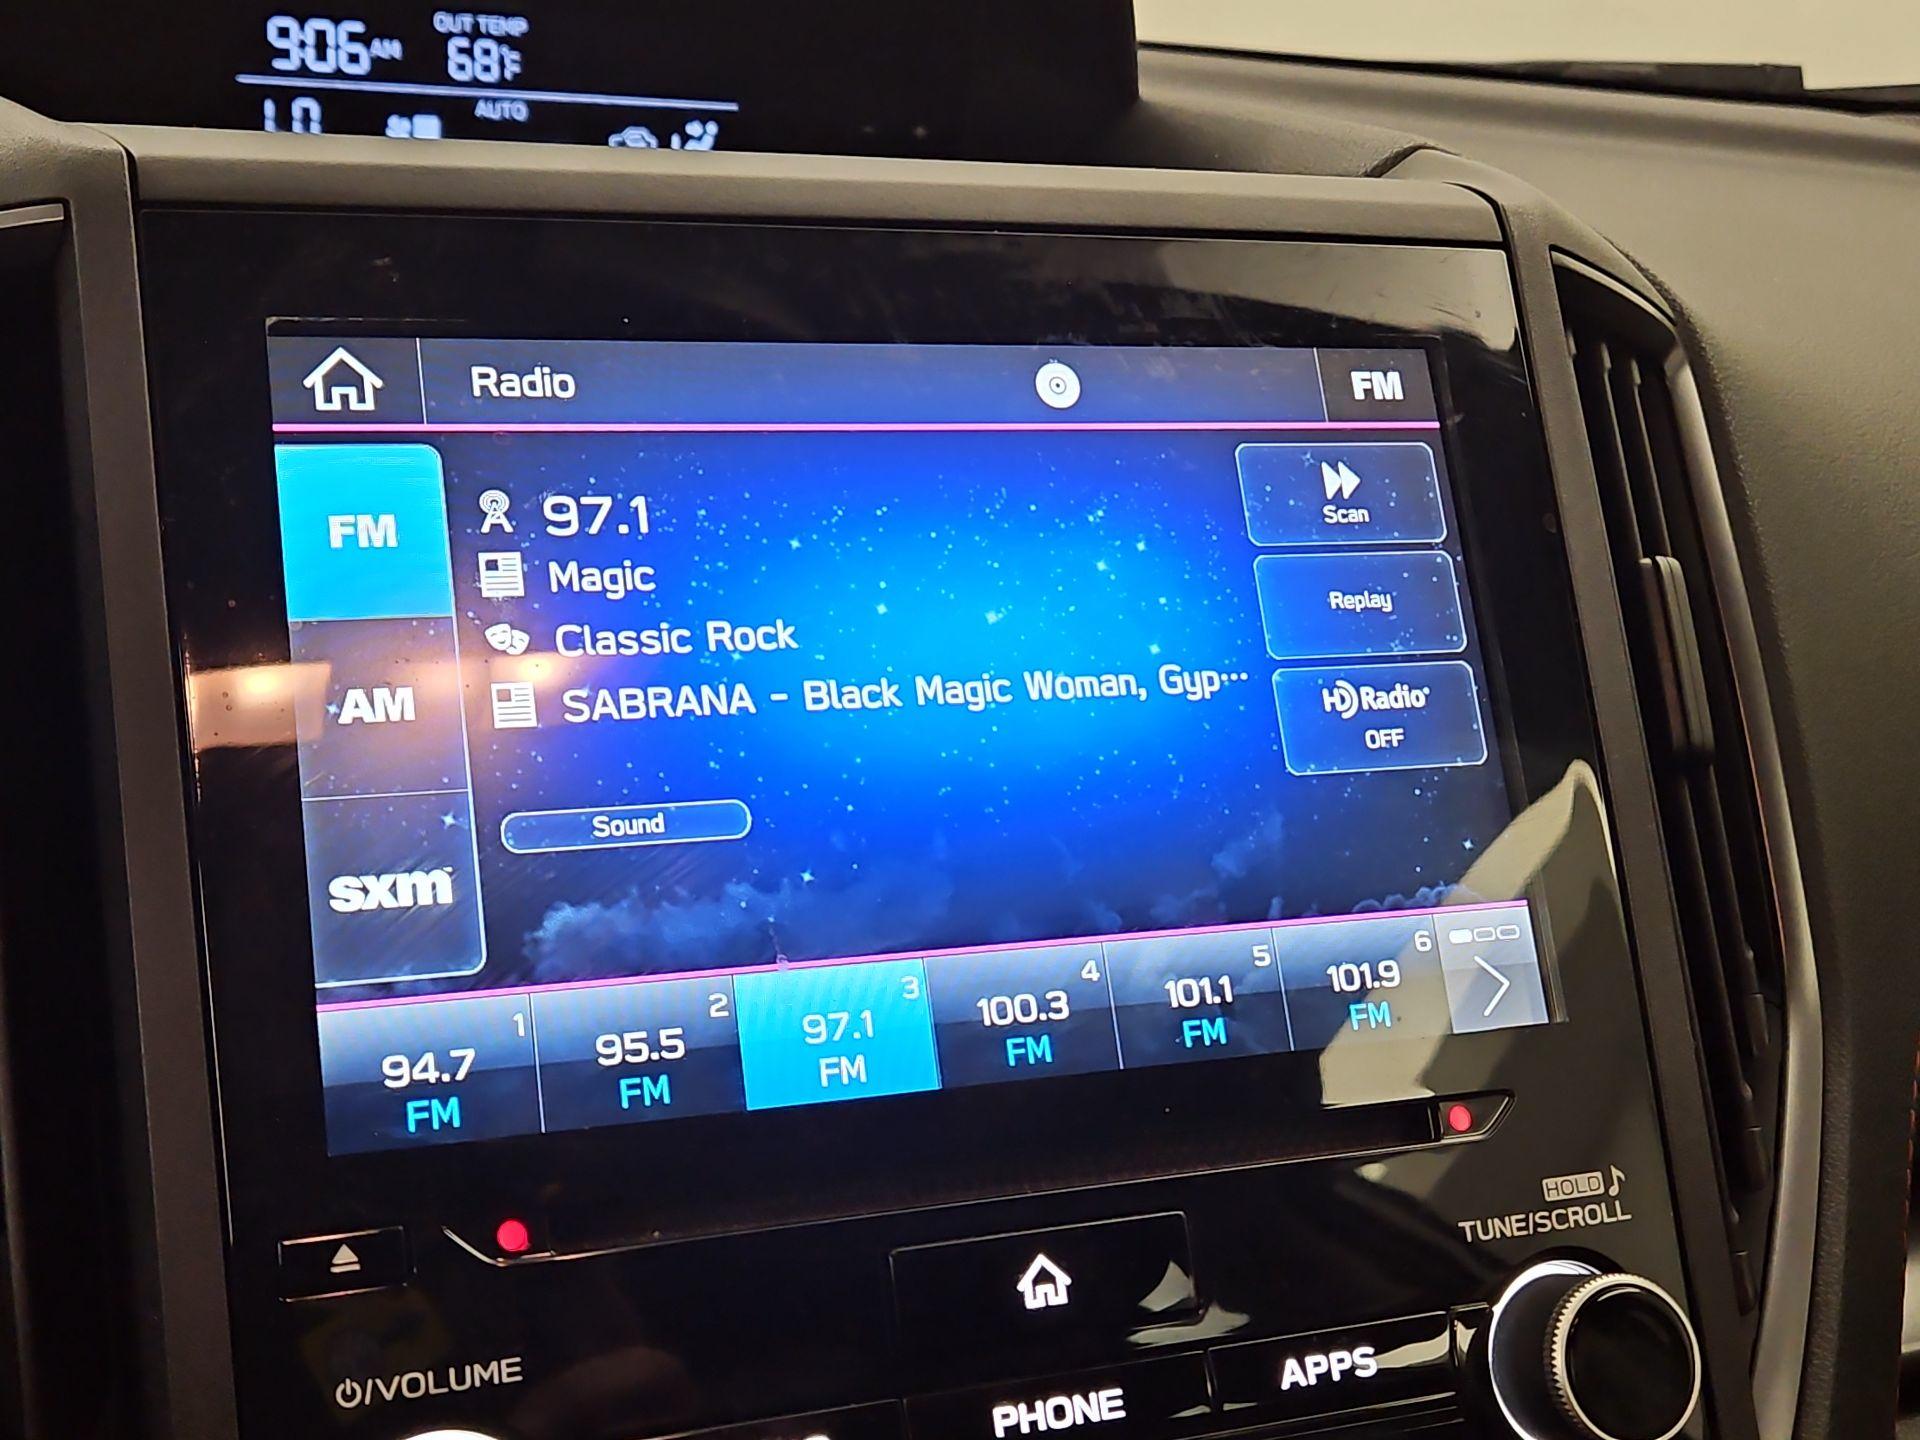 9:06 AM OUT TEMP 68°F
LO AUTO
Radio FM
FM
97.1
Magic
Classic Rock
SABRANA - Black Magic Woman, Gyp…
Scan
Replay
HD Radio
OFF
AM
sxm
Sound
1 94.7 FM
2 95.5 FM
3 97.1 FM
4 100.3 FM
5 101.1 FM
6 101.9 FM
HOLD
TUNE/SCROLL
/VOLUME
PHONE
APPS